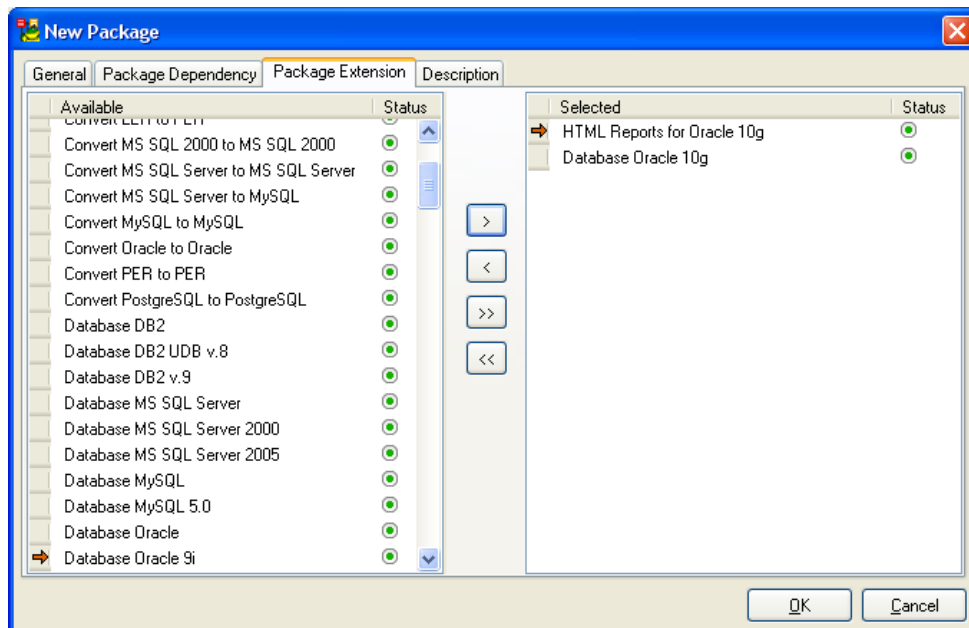 New Package
General Package Dependency Package Extension Description
Available Status
Convert MS SQL 2000 to MS SQL 2000
Convert MS SQL Server to MS SQL Server
Convert MS SQL Server to MySQL
Convert MySQL to MySQL
Convert Oracle to Oracle
Convert PER to PER
Convert PostgreSQL to PostgreSQL
Database DB2
Database DB2 UDB v.8
Database DB2 v.9
Database MS SQL Server
Database MS SQL Server 2000
Database MS SQL Server 2005
Database MySQL
Database MySQL 5.0
Database Oracle
Database Oracle 9i
>
<
>>
<<
Selected Status
HTML Reports for Oracle 10g
Database Oracle 10g
OK Cancel